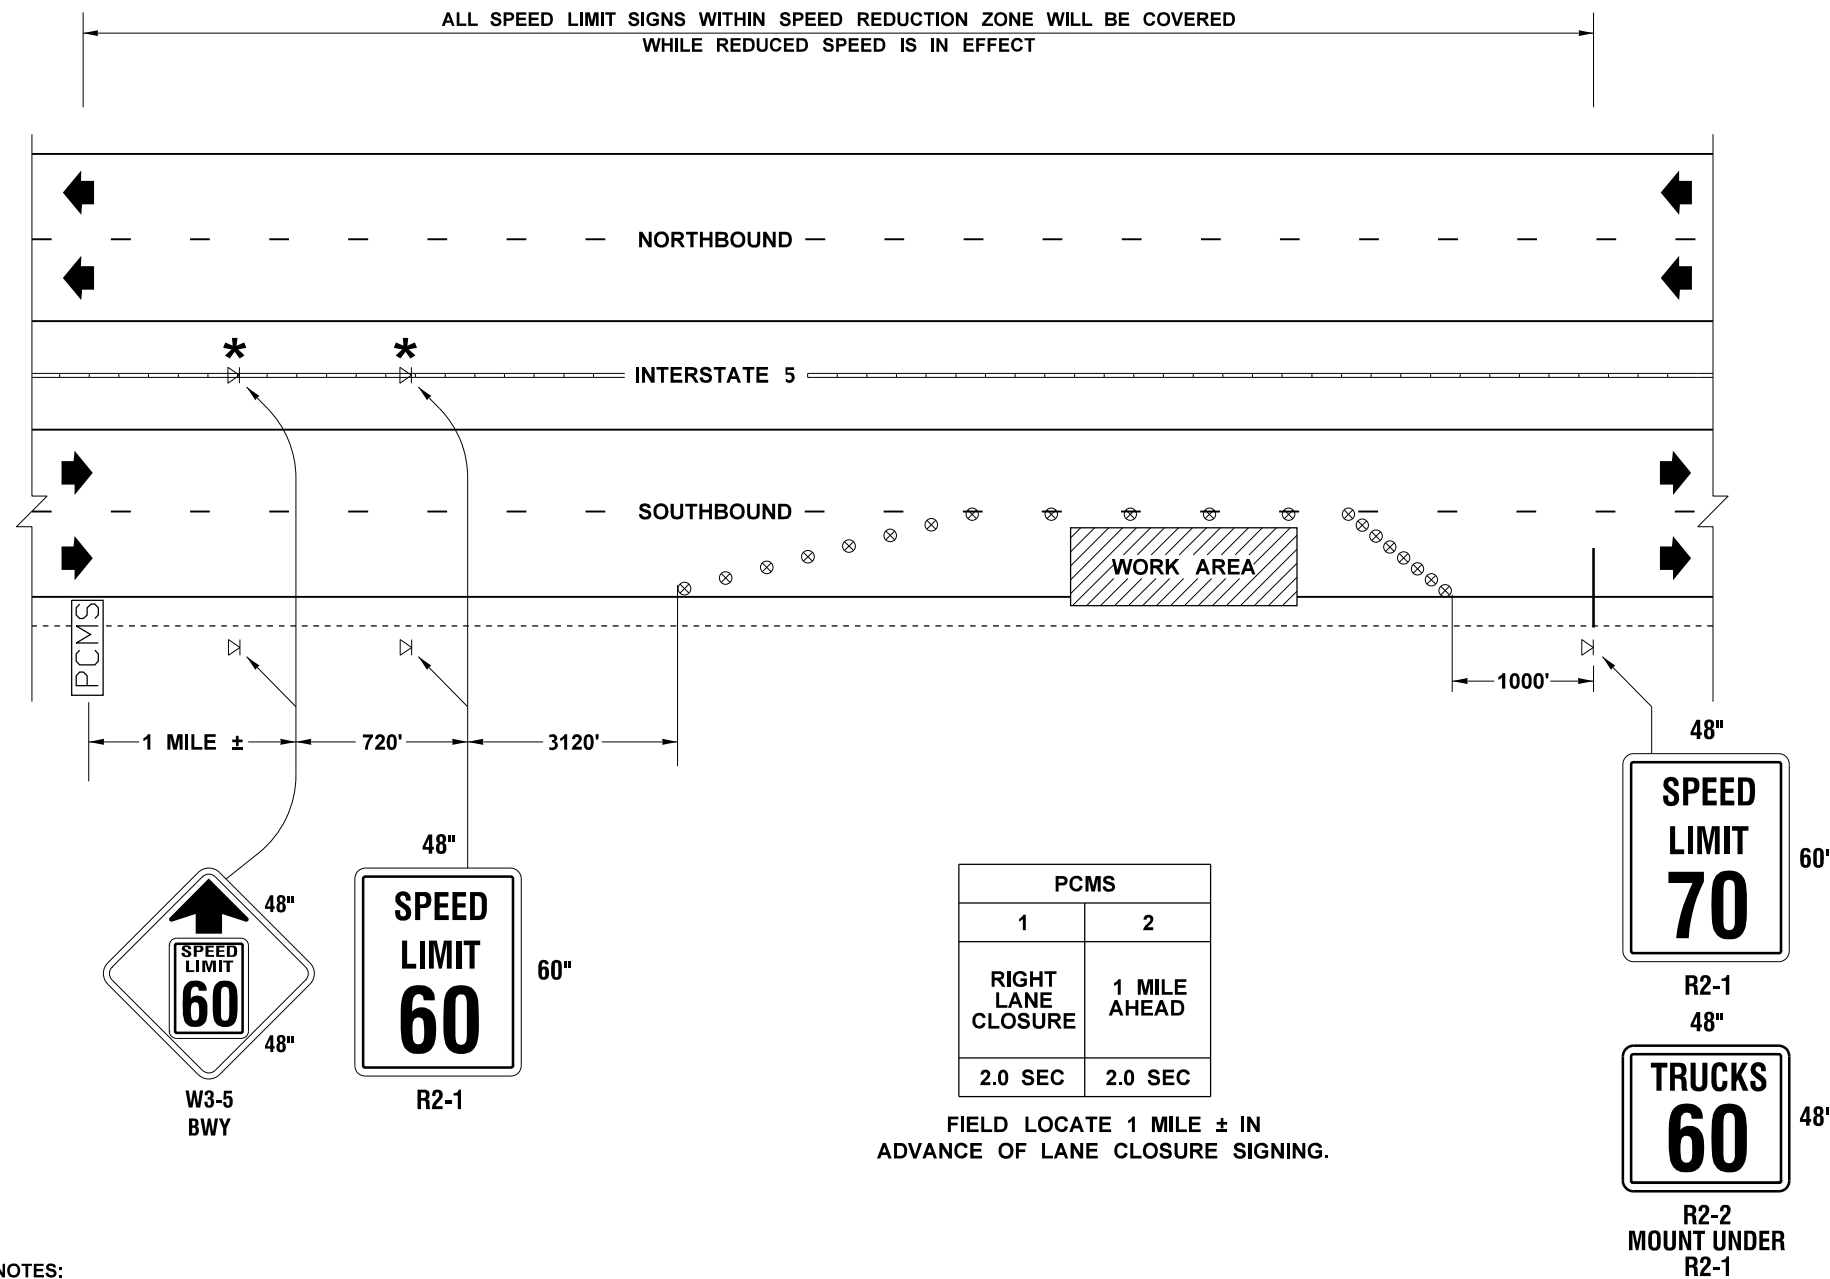 ALL SPEED LIMIT SIGNS WITHIN SPEED REDUCTION ZONE WILL BE COVERED
WHILE REDUCED SPEED IS IN EFFECT
NORTHBOUND
*
*
INTERSTATE 5
SOUTHBOUND
WORK AREA
PCMS
1000'
1 MILE ±
720'
3120'
48"
SPEED
LIMIT
60
48"
48"
W3-5
BWY
48"
SPEED
LIMIT
60
60"
R2-1
PCMS
1 2
RIGHT
LANE
CLOSURE
1 MILE
AHEAD
2.0 SEC 2.0 SEC
FIELD LOCATE 1 MILE ± IN
ADVANCE OF LANE CLOSURE SIGNING.
SPEED
LIMIT
70
60"
R2-1
48"
TRUCKS
60
48"
R2-2
MOUNT UNDER
R2-1
NOTES: